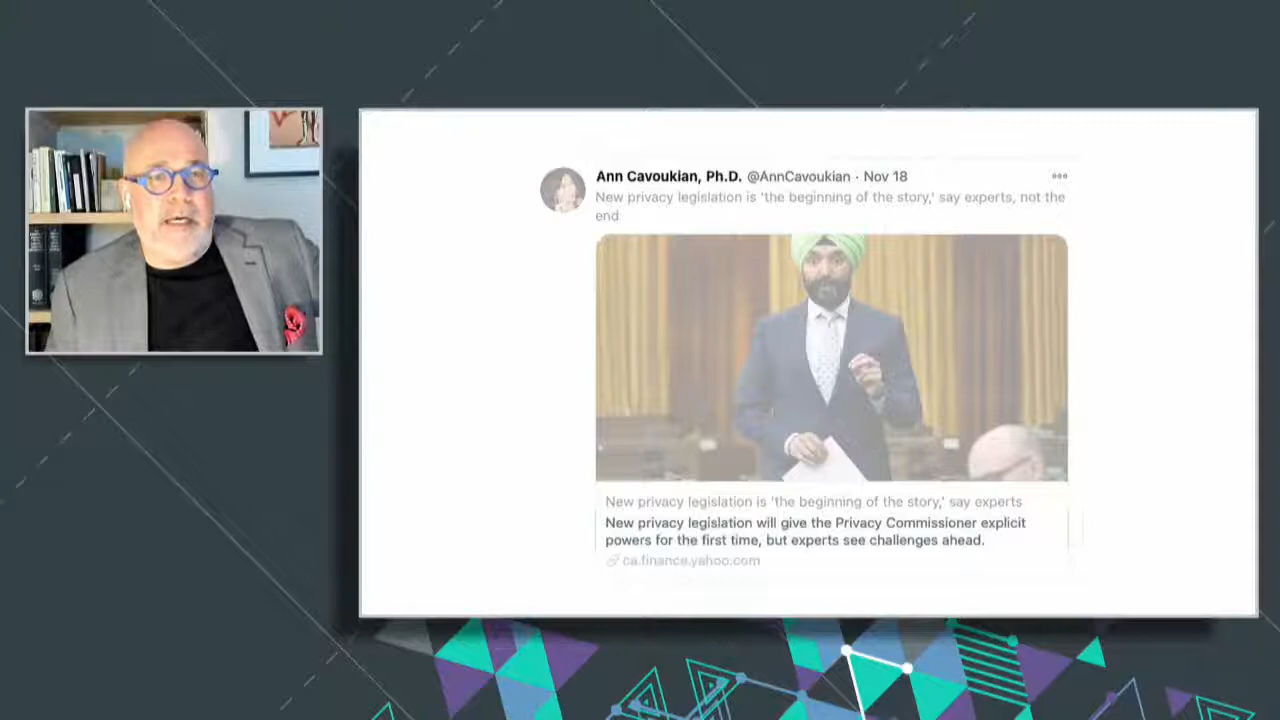 Ann Cavoukian, Ph.D. @AnnCavoukian · Nov 18
New privacy legislation is 'the beginning of the story,' say experts, not the
end
New privacy legislation is 'the beginning of the story,' say experts
New privacy legislation will give the Privacy Commissioner explicit
powers for the first time, but experts see challenges ahead.
ca.finance.yahoo.com